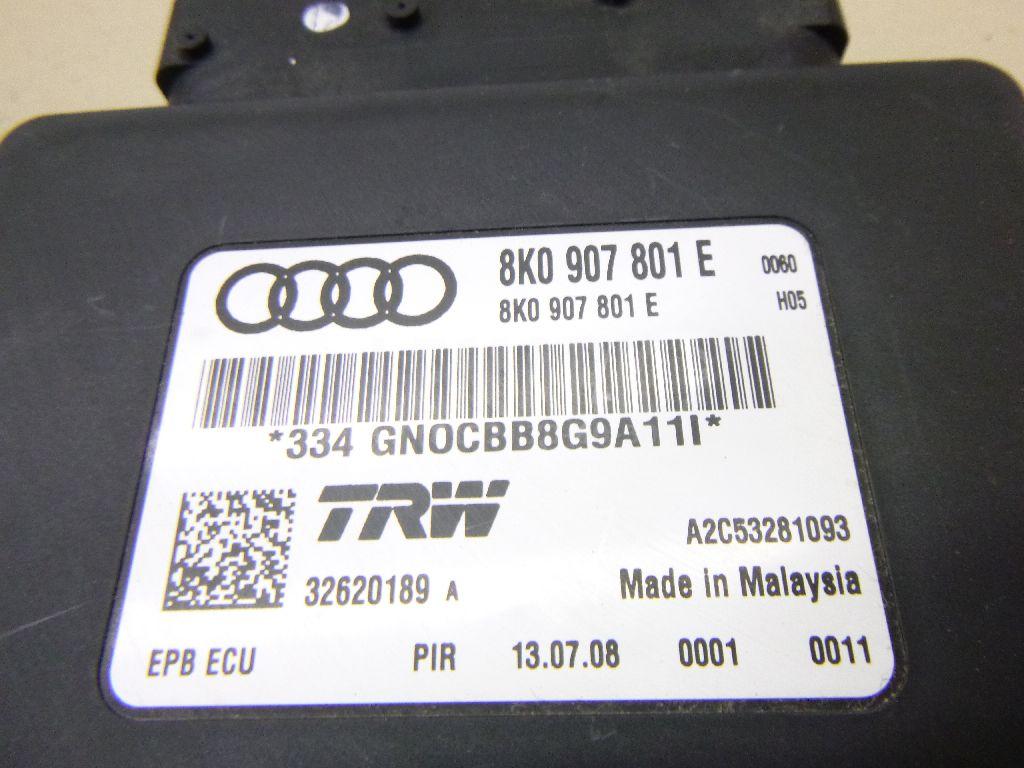 8K0 907 801 E 0060
8K0 907 801 E H05
*334 GN0CBB8G9A11I*
TRW
A2C53281093
32620189 A Made in Malaysia
EPB ECU PIR 13.07.08 0001 0011